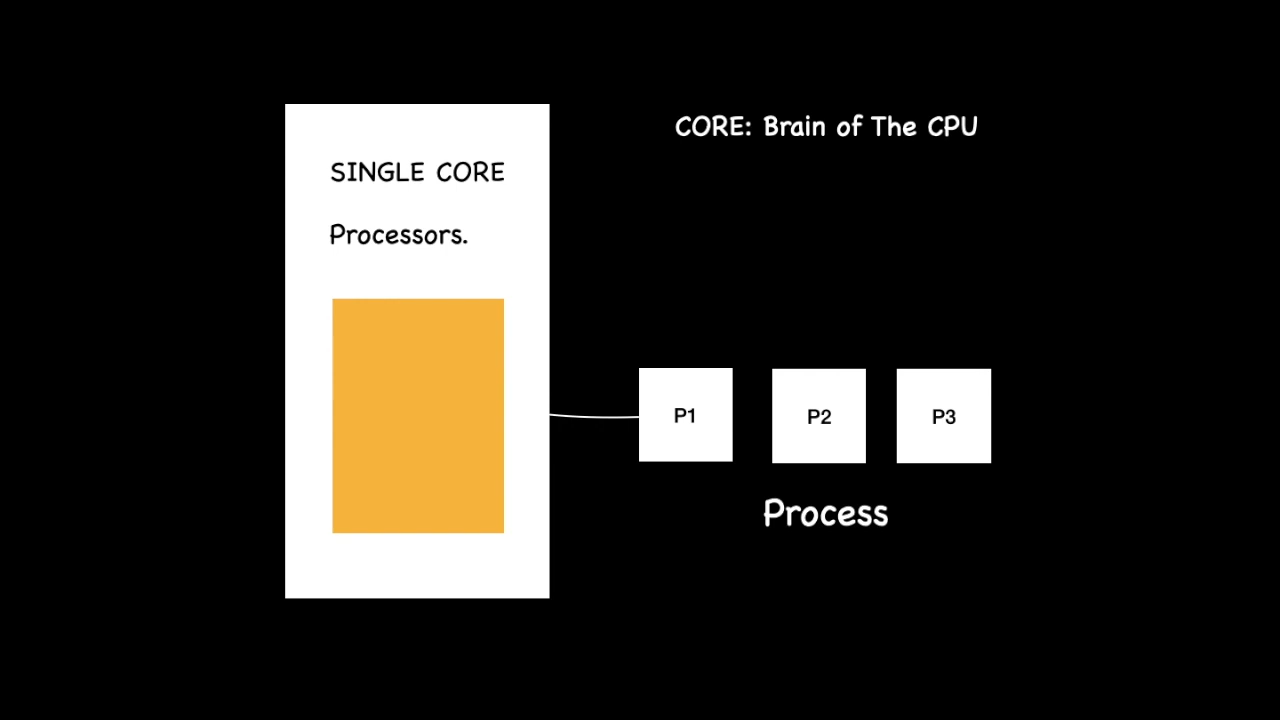 CORE: Brain of The CPU
SINGLE CORE
Processors.
P1 P2 P3
Process